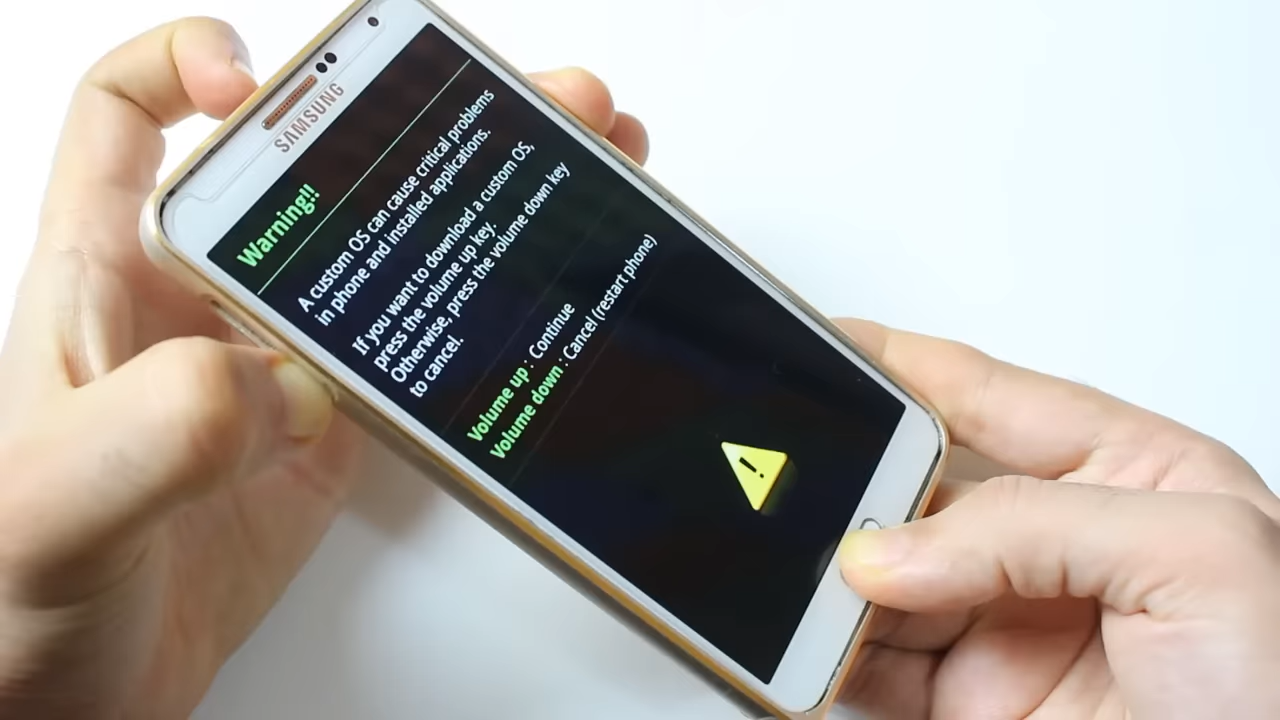 SAMSUNG
Warning!!
A custom OS can cause critical problems
in phone and installed applications.
If you want to download a custom OS,
press the volume up key.
Otherwise, press the volume down key
to cancel.
Volume up : Continue
Volume down : Cancel (restart phone)
!